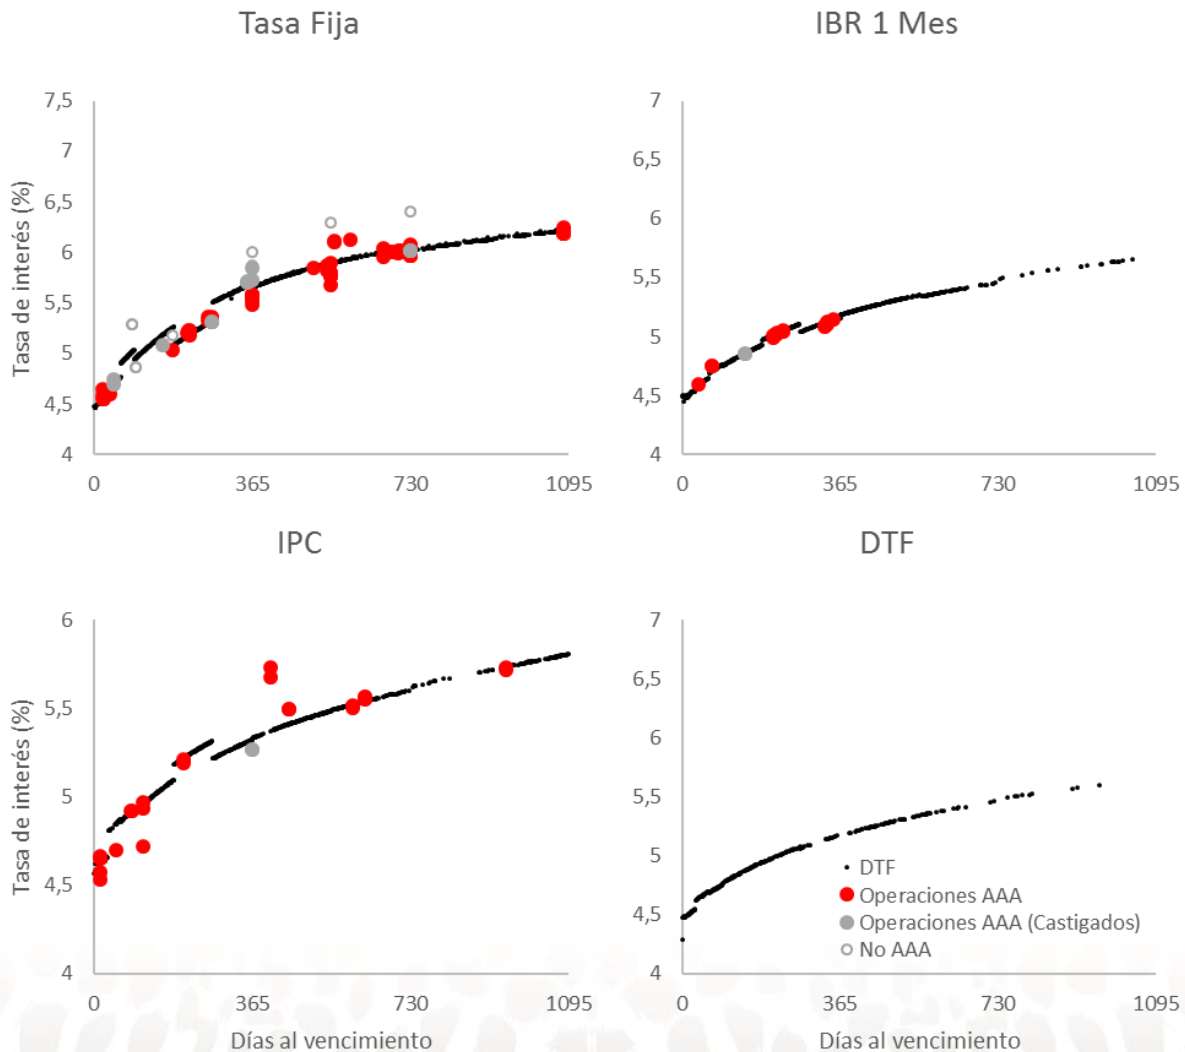 Tasa Fija
Tasa de interés (%)
7,5
7
6,5
6
5,5
5
4,5
4
0 365 730 1095
IBR 1 Mes
7
6,5
6
5,5
5
4,5
4
0 365 730 1095
IPC
Tasa de interés (%)
6
5,5
5
4,5
4
0 365 730 1095
Días al vencimiento
DTF
7
6,5
6
5,5
5
4,5
4
DTF
Operaciones AAA
Operaciones AAA (Castigados)
No AAA
0 365 730 1095
Días al vencimiento